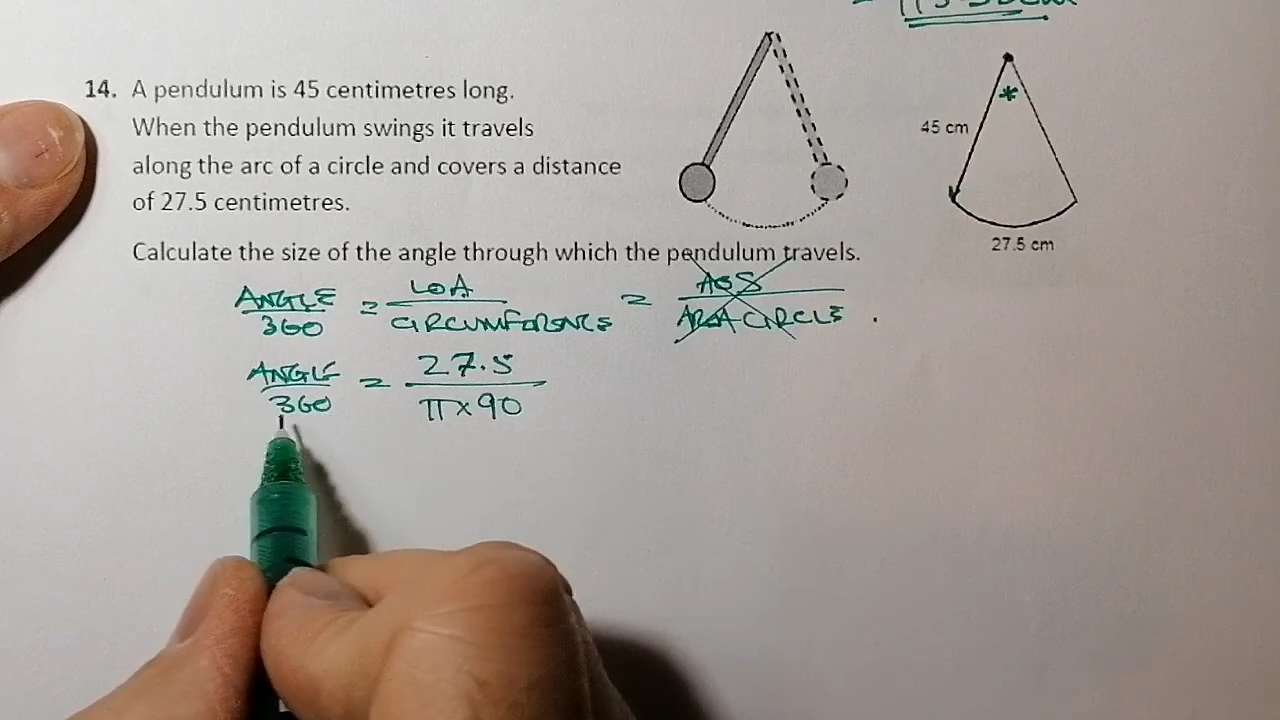 14. A pendulum is 45 centimetres long.
When the pendulum swings it travels
along the arc of a circle and covers a distance
of 27.5 centimetres.
Calculate the size of the angle through which the pendulum travels.
45 cm
*
27.5 cm
ANGLE/360 = LOA/CIRCUMFERENCE = AOS/AREA CIRCLE.
ANGLE/360 = 27.5/π×90